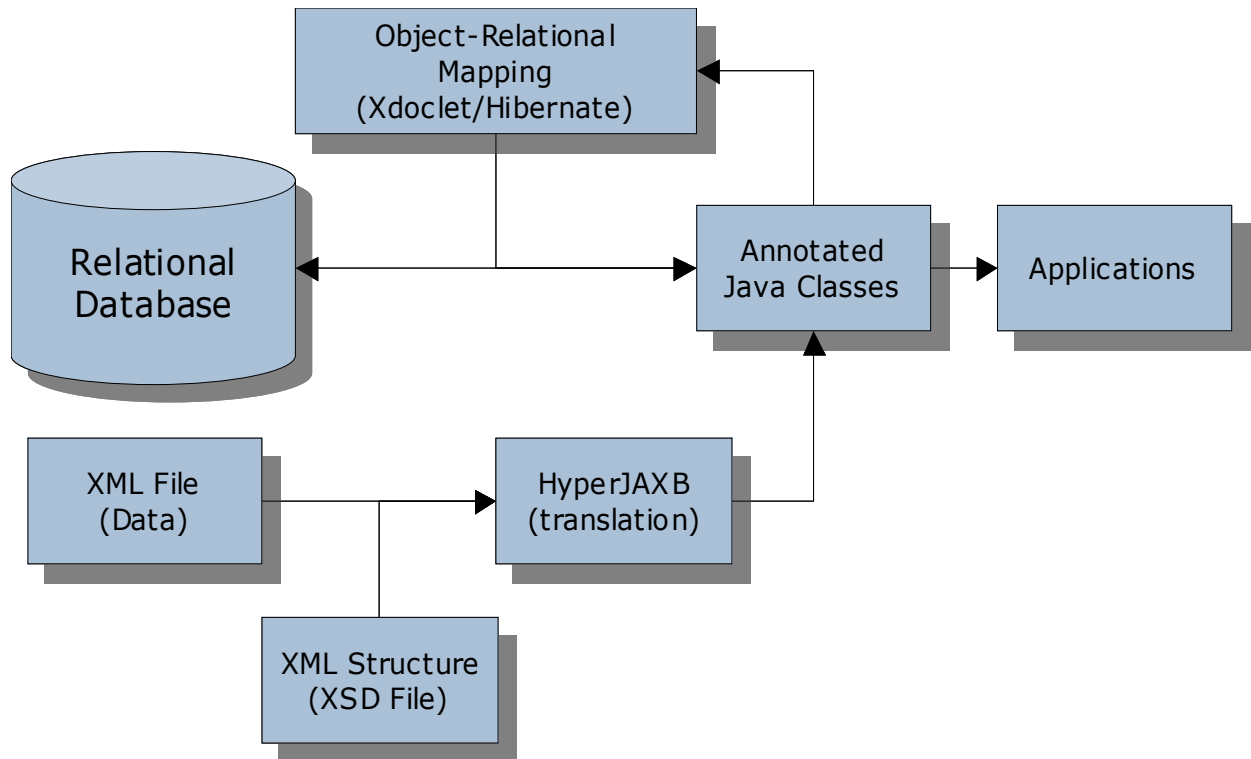 Object-Relational
Mapping
(Xdoclet/Hibernate)
Relational
Database
Annotated
Java Classes
Applications
XML File
(Data)
HyperJAXB
(translation)
XML Structure
(XSD File)